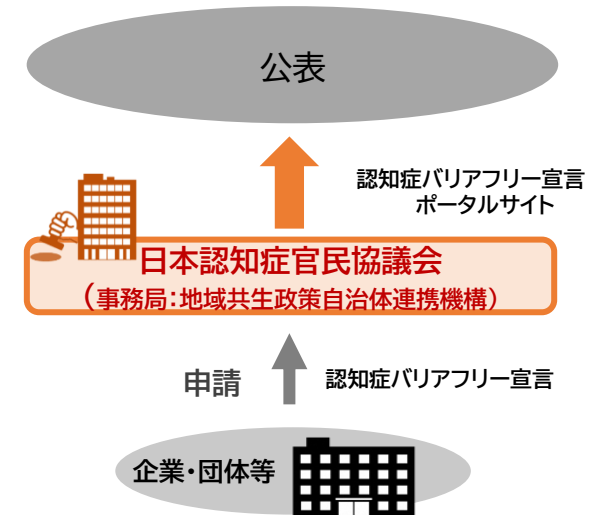 公表
認知症バリアフリー宣言
ポータルサイト
日本認知症官民協議会
(事務局:地域共生政策自治体連携機構)
申請
認知症バリアフリー宣言
企業・団体等